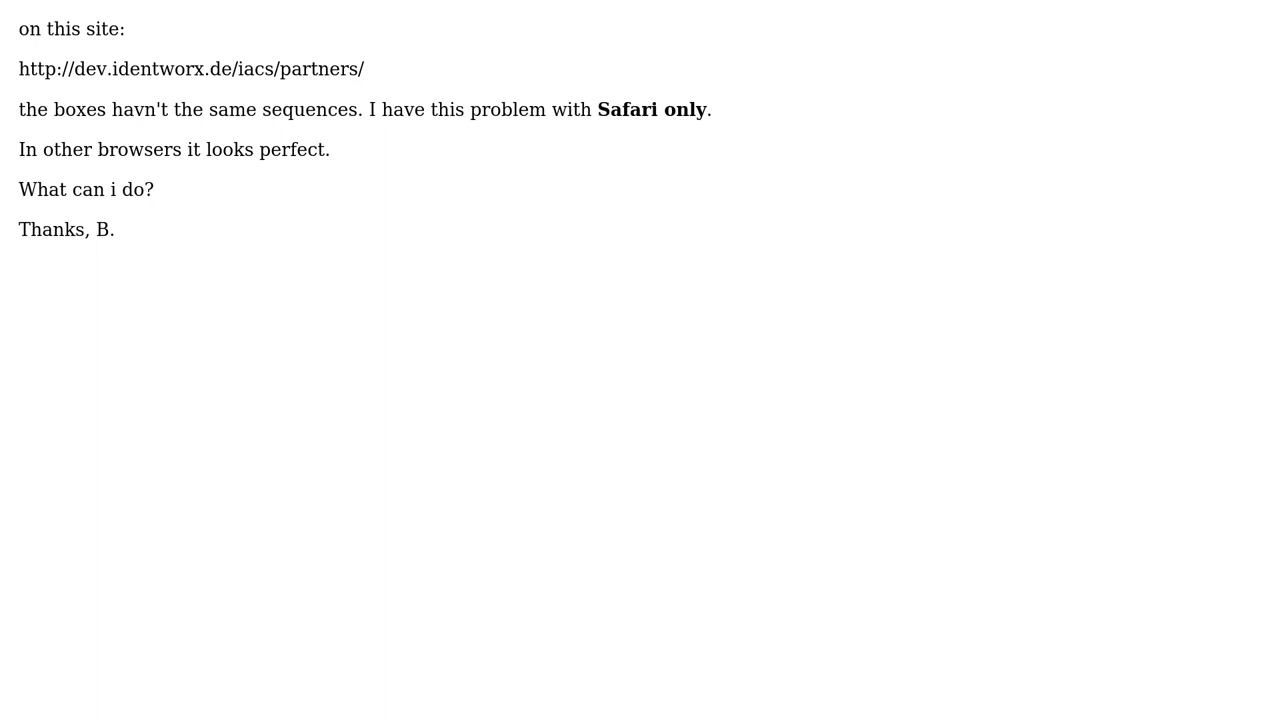 on this site:
http://dev.identworx.de/iacs/partners/
the boxes havn't the same sequences. I have this problem with Safari only.
In other browsers it looks perfect.
What can i do?
Thanks, B.